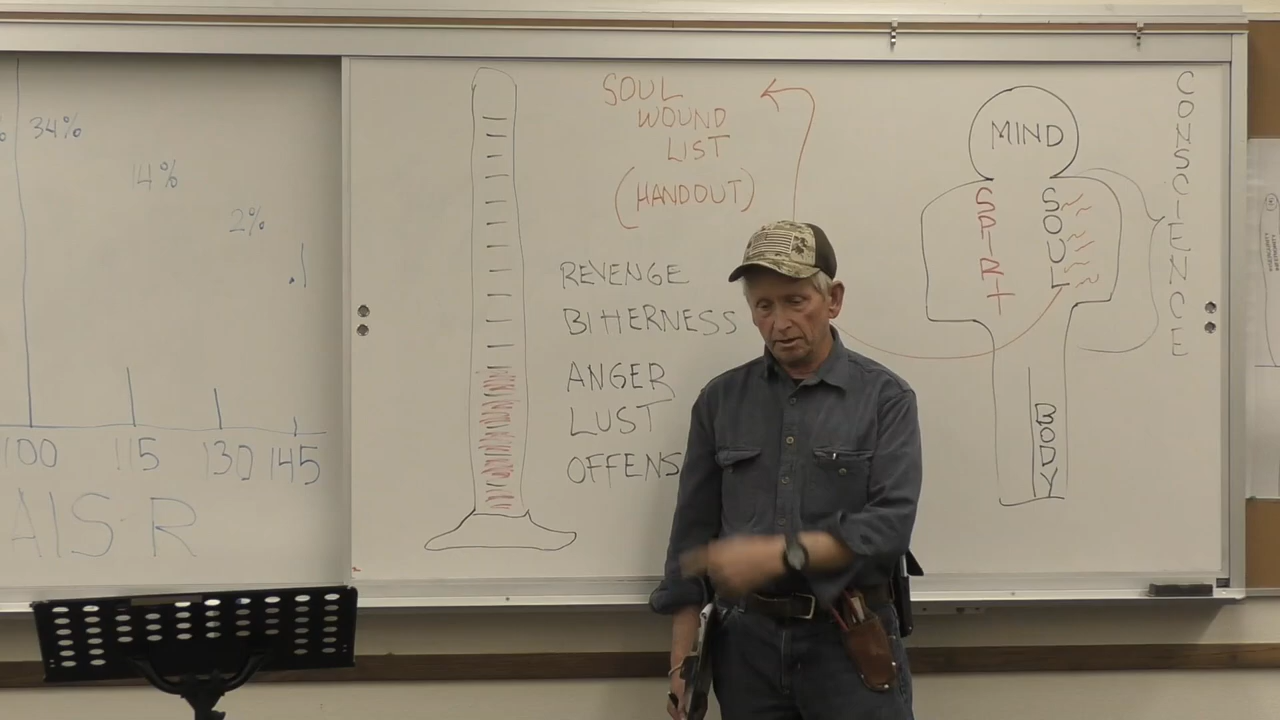 34%
14%
2%
100 115 130 145
AIS-R
SOUL
WOUND
LIST
(HANDOUT)
REVENGE
BITTERNESS
ANGER
LUST
OFFENS
MIND
SPIRIT
SOUL
BODY
CONSCIENCE